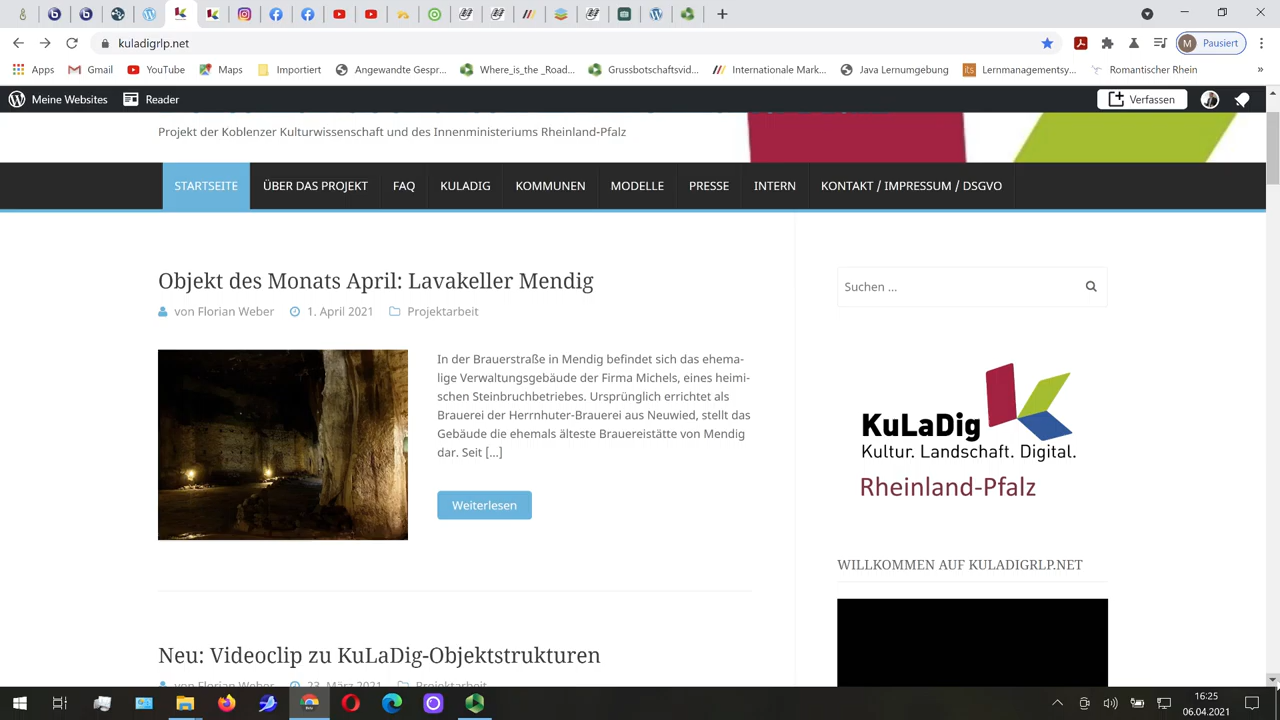 kuladigrlp.net
M
Pausiert
Apps
Gmail
YouTube
Maps
Importiert
Angewandte Gespr...
Where_is_the _Road...
Grussbotschaftsvid...
Internationale Mark...
Java Lernumgebung
its
Lernmanagementsy...
Romantischer Rhein
»
Meine Websites
Reader
Verfassen
Projekt der Koblenzer Kulturwissenschaft und des Innenministeriums Rheinland-Pfalz
STARTSEITE
ÜBER DAS PROJEKT
FAQ
KULADIG
KOMMUNEN
MODELLE
PRESSE
INTERN
KONTAKT / IMPRESSUM / DSGVO
Objekt des Monats April: Lavakeller Mendig
von Florian Weber
1. April 2021
Projektarbeit
In der Brauerstraße in Mendig befindet sich das ehema-
lige Verwaltungsgebäude der Firma Michels, eines heimi-
schen Steinbruchbetriebes. Ursprünglich errichtet als
Brauerei der Herrnhuter-Brauerei aus Neuwied, stellt das
Gebäude die ehemals älteste Brauereistätte von Mendig
dar. Seit [...]
Weiterlesen
Suchen ...
KuLaDig
Kultur. Landschaft. Digital.
Rheinland-Pfalz
WILLKOMMEN AUF KULADIGRLP.NET
Neu: Videoclip zu KuLaDig-Objektstrukturen
von Florian Weber
23. März 2021
Projektarbeit
16:25
06.04.2021